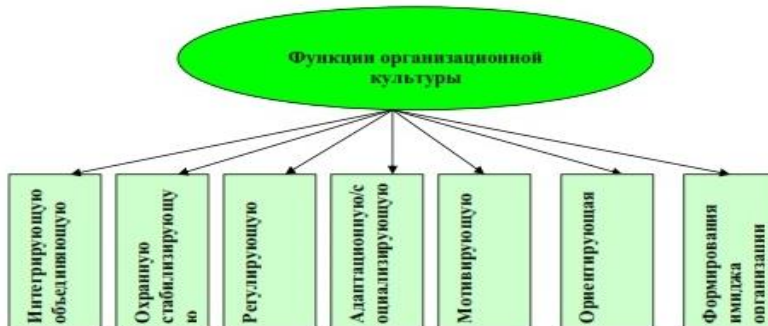 Функции организационной
культуры
Интегрирующую
объединяющую
Охранную
стабилизирующу
ю
Регулирующую
Адаптационную/с
оциализирующую
Мотивирующую
Ориентирующая
Формирования
имиджа
организации